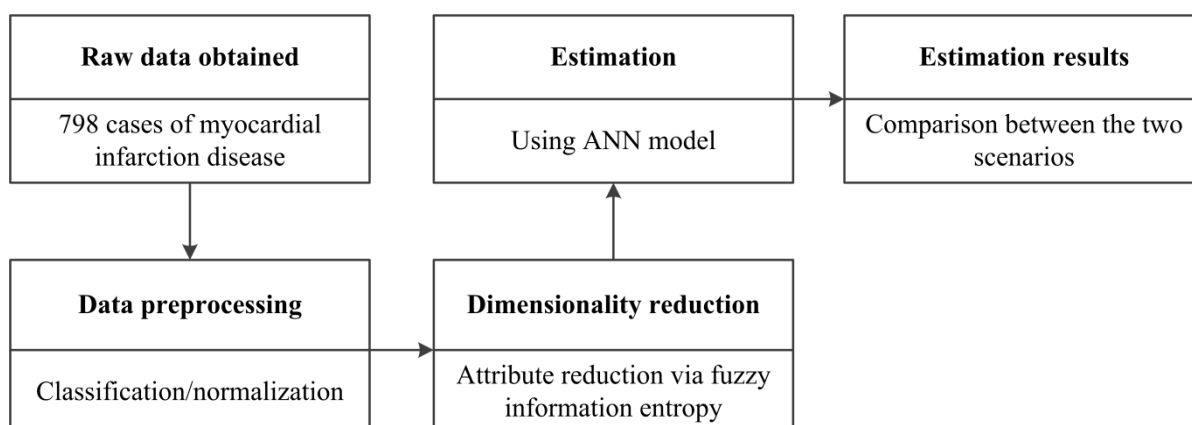 Raw data obtained
798 cases of myocardial
infarction disease
Data preprocessing
Classification/normalization
Dimensionality reduction
Attribute reduction via fuzzy
information entropy
Estimation
Using ANN model
Estimation results
Comparison between the two
scenarios